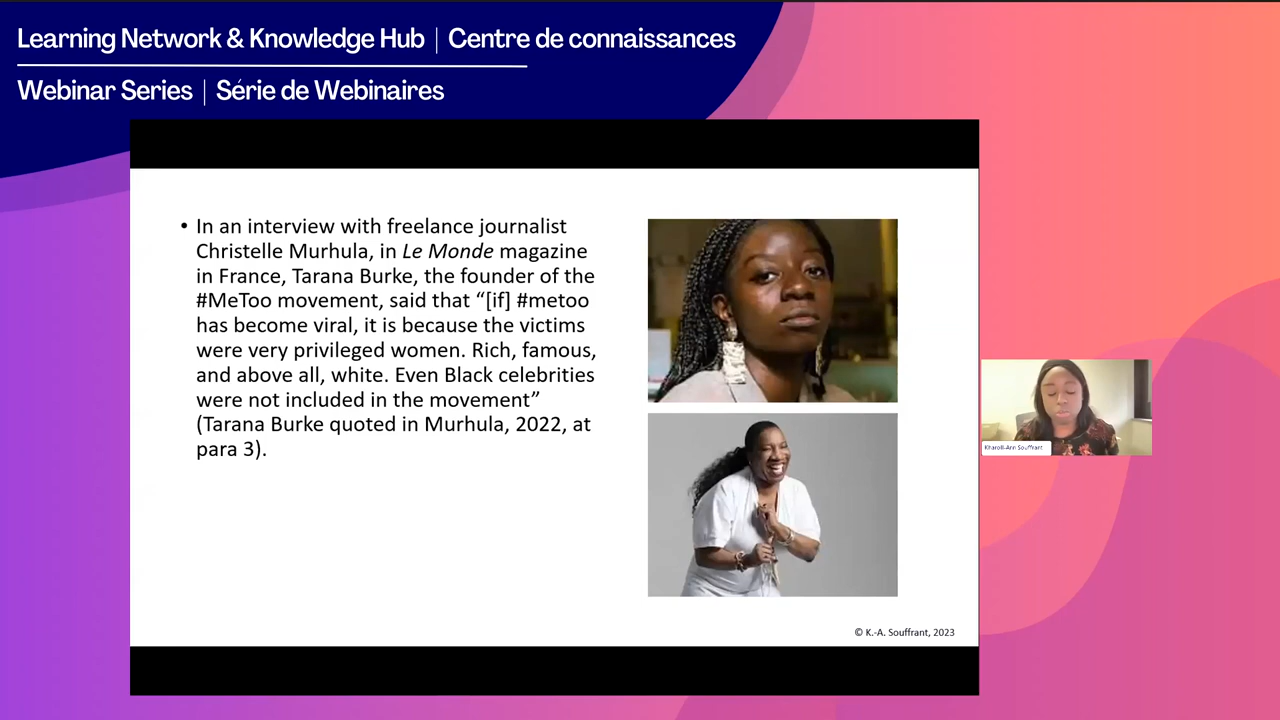 Learning Network & Knowledge Hub | Centre de connaissances
Webinar Series | Série de Webinaires
• In an interview with freelance journalist
Christelle Murhula, in Le Monde magazine
in France, Tarana Burke, the founder of the
#MeToo movement, said that “[if] #metoo
has become viral, it is because the victims
were very privileged women. Rich, famous,
and above all, white. Even Black celebrities
were not included in the movement”
(Tarana Burke quoted in Murhula, 2022, at
para 3).
Kharoll-Ann Souffrant
© K.-A. Souffrant, 2023